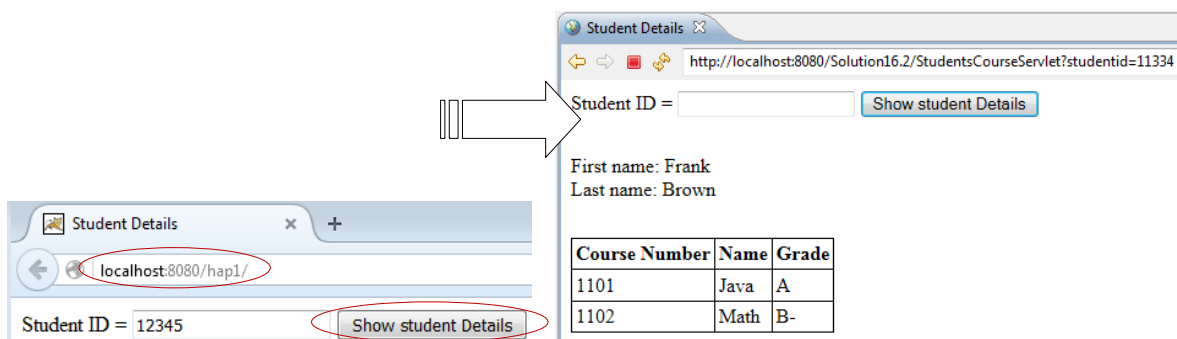 Student Details
http://localhost:8080/Solution16.2/StudentsCourseServlet?studentid=11334
Student ID =
Show student Details
First name: Frank
Last name: Brown
Course Number Name Grade
1101 Java A
1102 Math B-
Student Details
localhost:8080/hap1/
Student ID = 12345 Show student Details